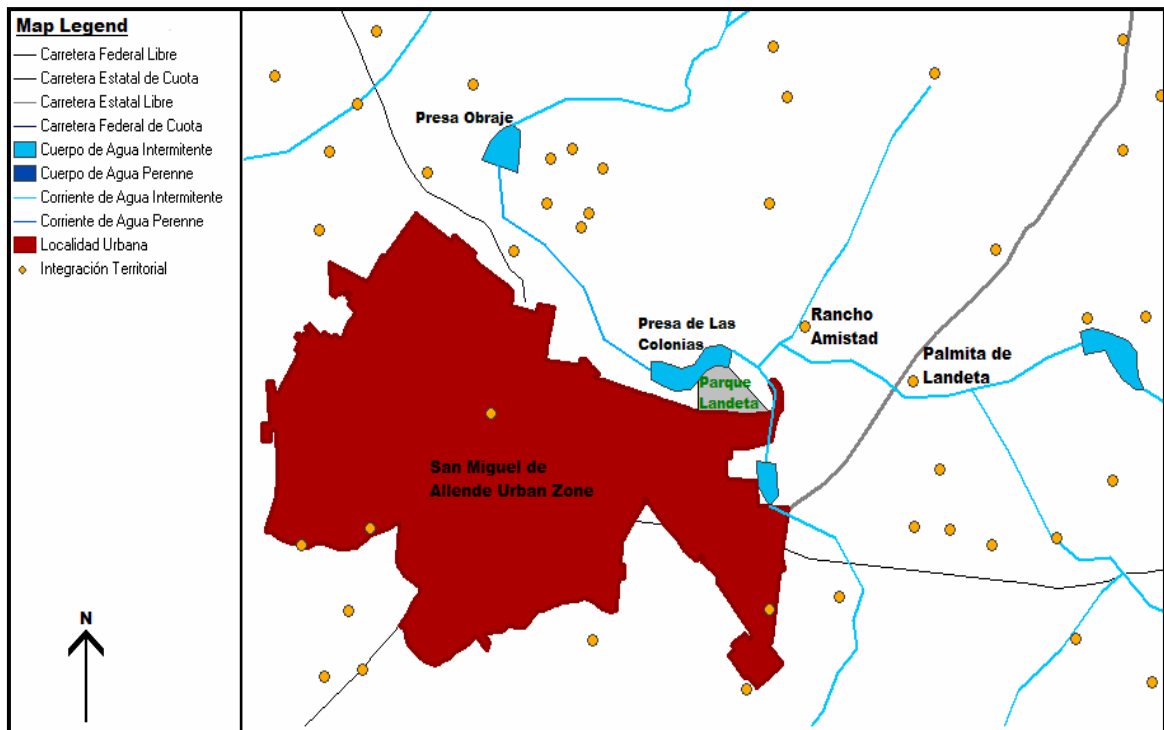 Map Legend
Carretera Federal Libre
Carretera Estatal de Cuota
Carretera Estatal Libre
Carretera Federal de Cuota
Cuerpo de Agua Intermitente
Cuerpo de Agua Perenne
Corriente de Agua Intermitente
Corriente de Agua Perenne
Localidad Urbana
Integración Territorial
N
Presa Obraje
Presa de Las
Colonias
Rancho
Amistad
Palmita de
Landeta
Parque
Landeta
San Miguel de
Allende Urban Zone